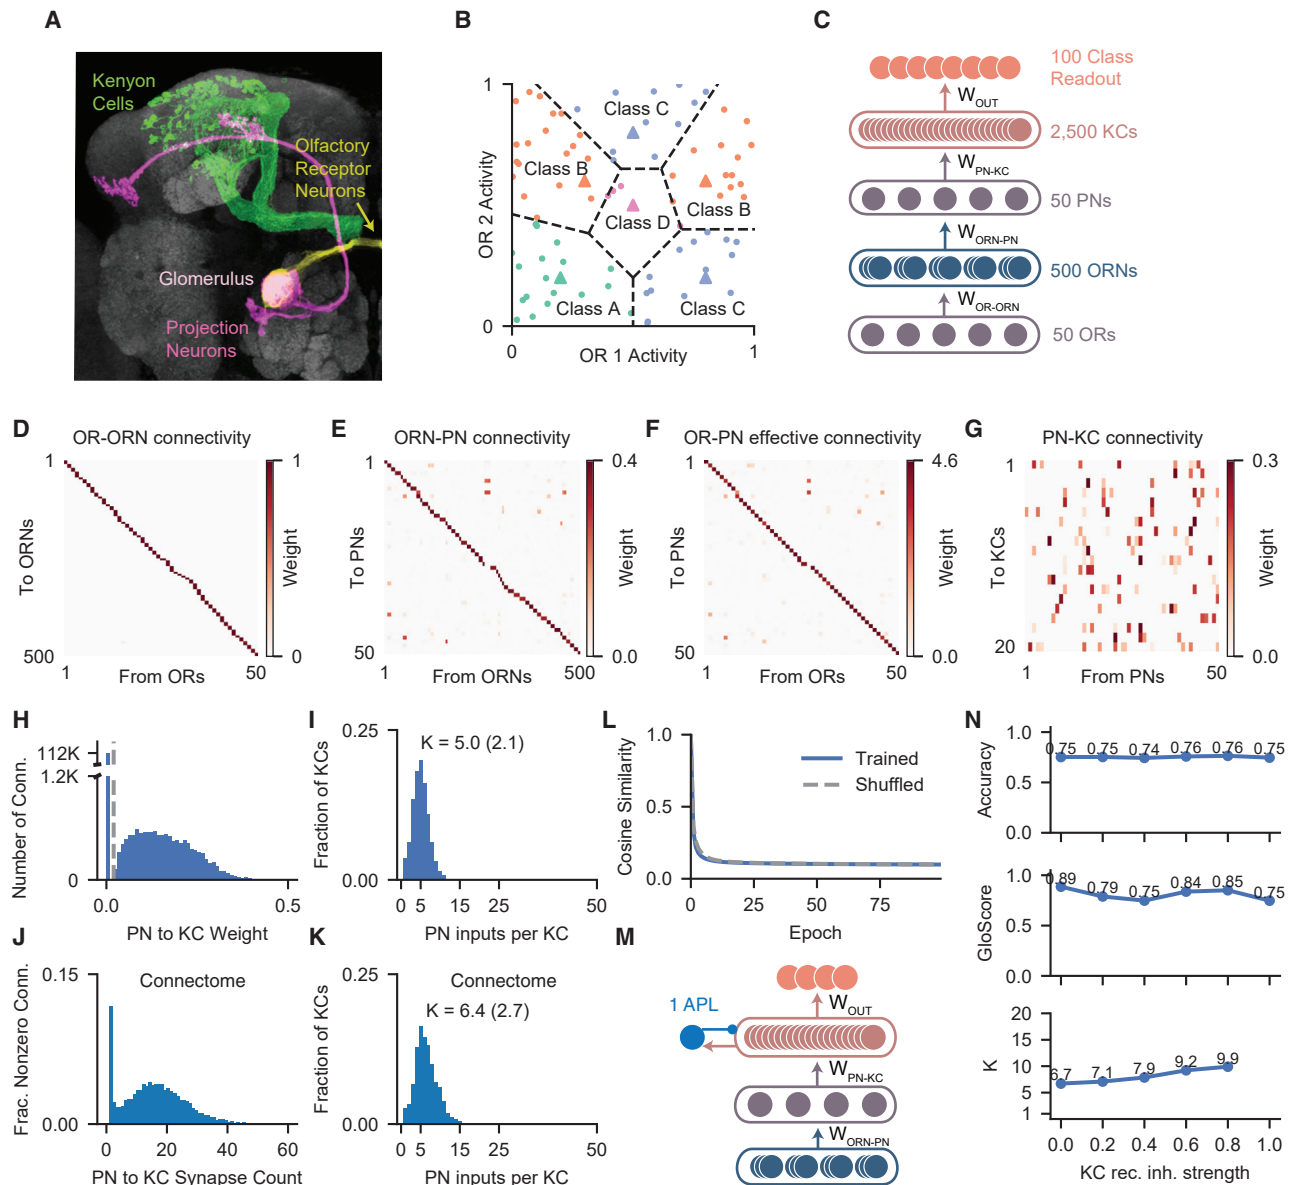 A
Kenyon
Cells
Olfactory
Receptor
Neurons
Glomerulus
Projection
Neurons
B
1
OR 2 Activity
0
0
OR 1 Activity
1
Class C
Class B
Class D
Class B
Class A
Class C
C
100 Class
Readout
W_OUT
2,500 KCs
W_PN-KC
50 PNs
W_ORN-PN
500 ORNs
W_OR-ORN
50 ORs
D
OR-ORN connectivity
1
To ORNs
500
1
From ORs
50
1
Weight
0
E
ORN-PN connectivity
1
To PNs
50
1
From ORNs
500
0.4
Weight
0.0
F
OR-PN effective connectivity
1
To PNs
50
1
From ORs
50
4.6
Weight
0.0
G
PN-KC connectivity
1
To KCs
20
1
From PNs
50
0.3
Weight
0.0
H
Number of Conn.
112K
1.2K
0
0.0
0.5
PN to KC Weight
I
Fraction of KCs
0.25
0.00
K = 5.0 (2.1)
0 5 15 25 50
PN inputs per KC
J
Frac. Nonzero Conn.
0.15
0.00
Connectome
0 20 40 60
PN to KC Synapse Count
K
Fraction of KCs
0.25
0.00
Connectome
K = 6.4 (2.7)
0 5 15 25 50
PN inputs per KC
L
Cosine Similarity
1.0
0.5
0.0
Trained
Shuffled
0 25 50 75
Epoch
M
1 APL
W_OUT
W_PN-KC
W_ORN-PN
N
Accuracy
1.0
0.5
0.0
0.75 0.75 0.74 0.76 0.76 0.75
GloScore
1.0
0.5
0.0
0.89 0.79 0.75 0.84 0.85 0.75
K
20
15
10
5
1
6.7 7.1 7.9 9.2 9.9
0.0 0.2 0.4 0.6 0.8 1.0
KC rec. inh. strength